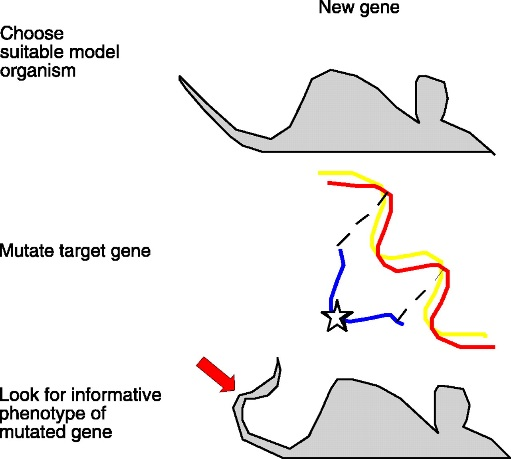 New gene
Choose
suitable model
organism
Mutate target gene
Look for informative
phenotype of
mutated gene